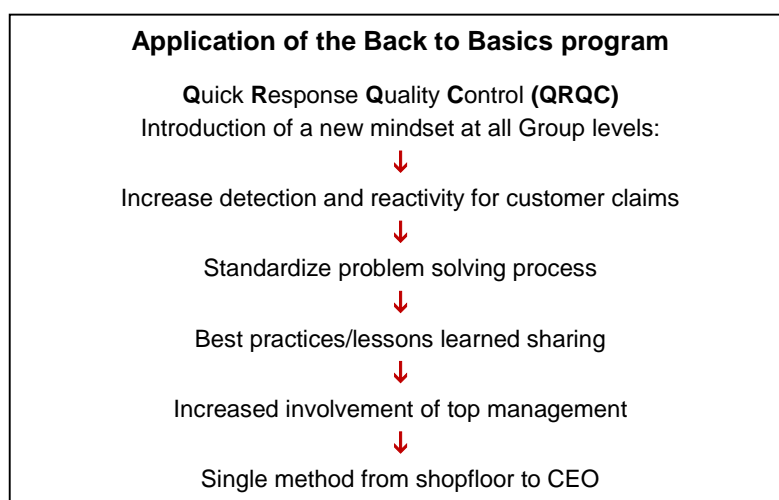 Application of the Back to Basics program
Quick Response Quality Control (QRQC)
Introduction of a new mindset at all Group levels:
↓
Increase detection and reactivity for customer claims
↓
Standardize problem solving process
↓
Best practices/lessons learned sharing
↓
Increased involvement of top management
↓
Single method from shopfloor to CEO